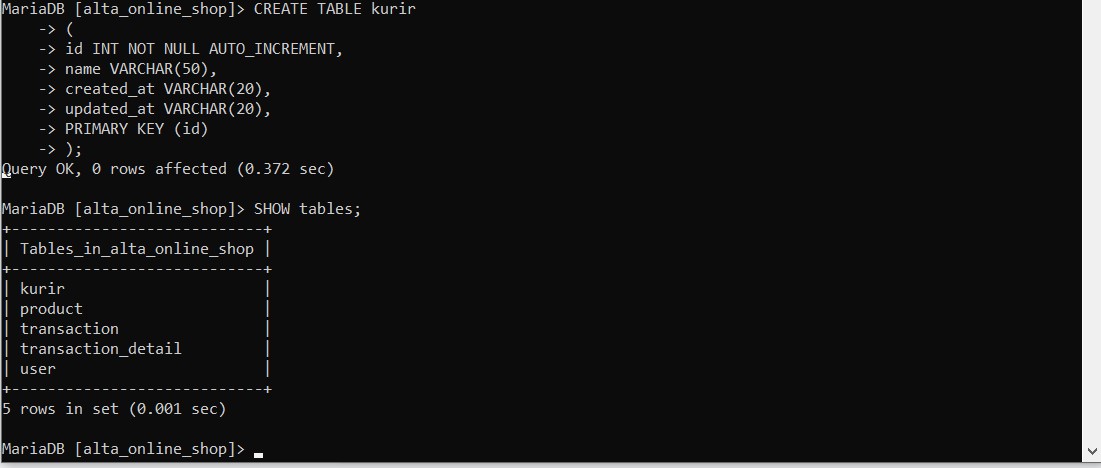 MariaDB [alta_online_shop]> CREATE TABLE kurir
    -> (
    -> id INT NOT NULL AUTO_INCREMENT,
    -> name VARCHAR(50),
    -> created_at VARCHAR(20),
    -> updated_at VARCHAR(20),
    -> PRIMARY KEY (id)
    -> );
Query OK, 0 rows affected (0.372 sec)

MariaDB [alta_online_shop]> SHOW tables;
+----------------------------+
| Tables_in_alta_online_shop |
+----------------------------+
| kurir                      |
| product                    |
| transaction                |
| transaction_detail         |
| user                       |
+----------------------------+
5 rows in set (0.001 sec)

MariaDB [alta_online_shop]>